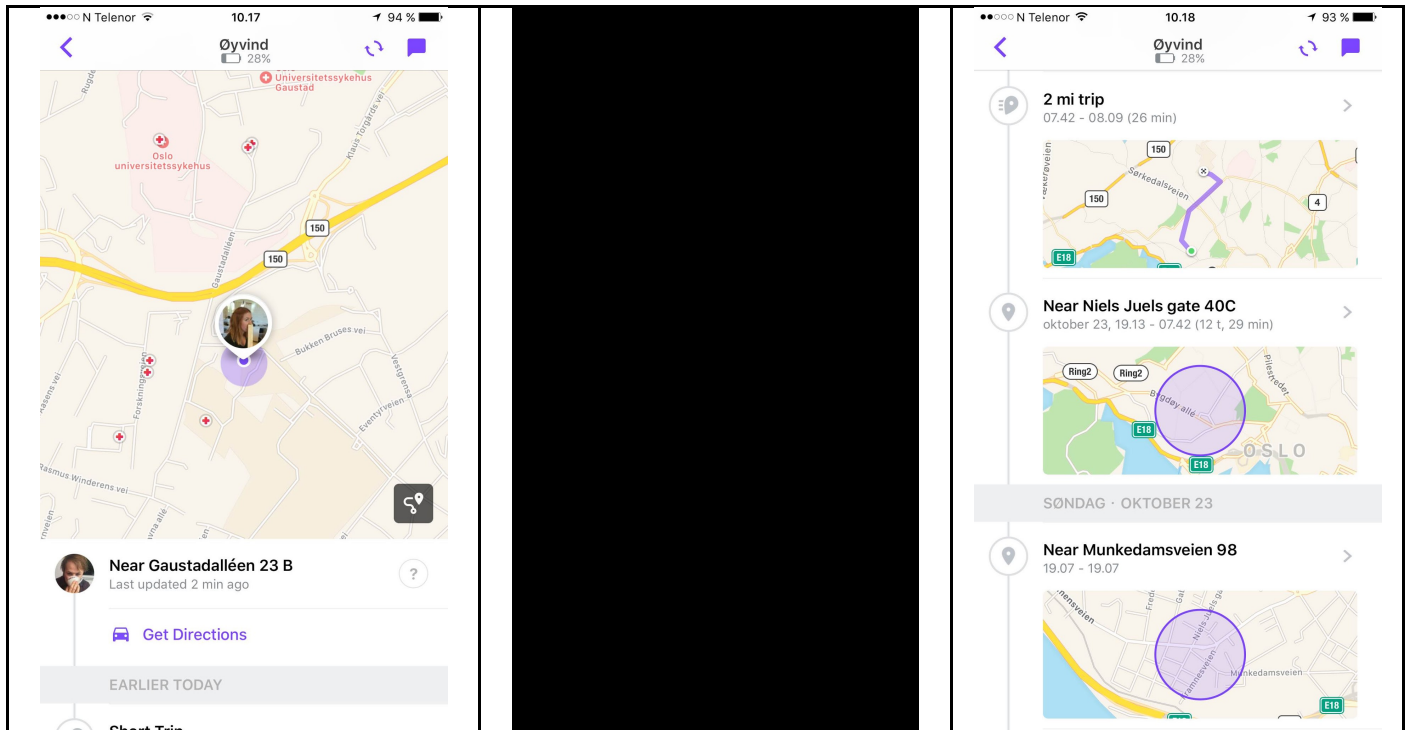 N Telenor 10.17 94 %
Øyvind
28%
Universitetssykehus
Gaustad
Klaus Torgårds vei
Oslo
universitetssykehus
150
150
Gaustadalléen
Bukken Bruses vei
Vestgrensa
Forskningsveien
Eventyrveien
Rasmus Winderens vei
Near Gaustadalléen 23 B
Last updated 2 min ago
?
Get Directions
EARLIER TODAY
Short Trip
N Telenor 10.18 93 %
Øyvind
28%
2 mi trip
07.42 - 08.09 (26 min)
150
Sørkedalsveien
150
4
E18
Near Niels Juels gate 40C
oktober 23, 19.13 - 07.42 (12 t, 29 min)
Ring2
Ring2
Pilestredet
Bygdøy allé
E18
OSLO
E18
SØNDAG · OKTOBER 23
Near Munkedamsveien 98
19.07 - 19.07
Niels Juels ga
Munkedamsveien
E18